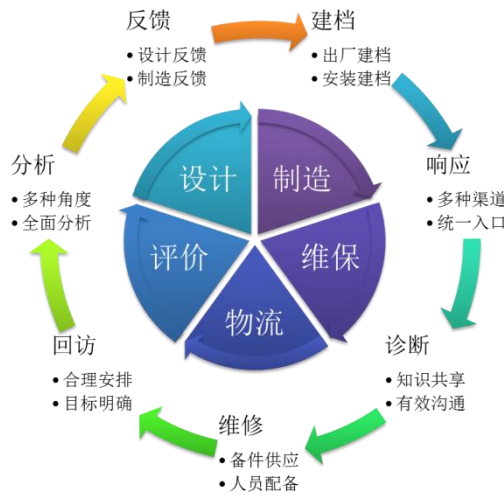 反馈
• 设计反馈
• 制造反馈
建档
• 出厂建档
• 安装建档
响应
• 多种渠道
• 统一入口
诊断
• 知识共享
• 有效沟通
维修
• 备件供应
• 人员配备
回访
• 合理安排
• 目标明确
分析
• 多种角度
• 全面分析
设计
制造
维保
物流
评价